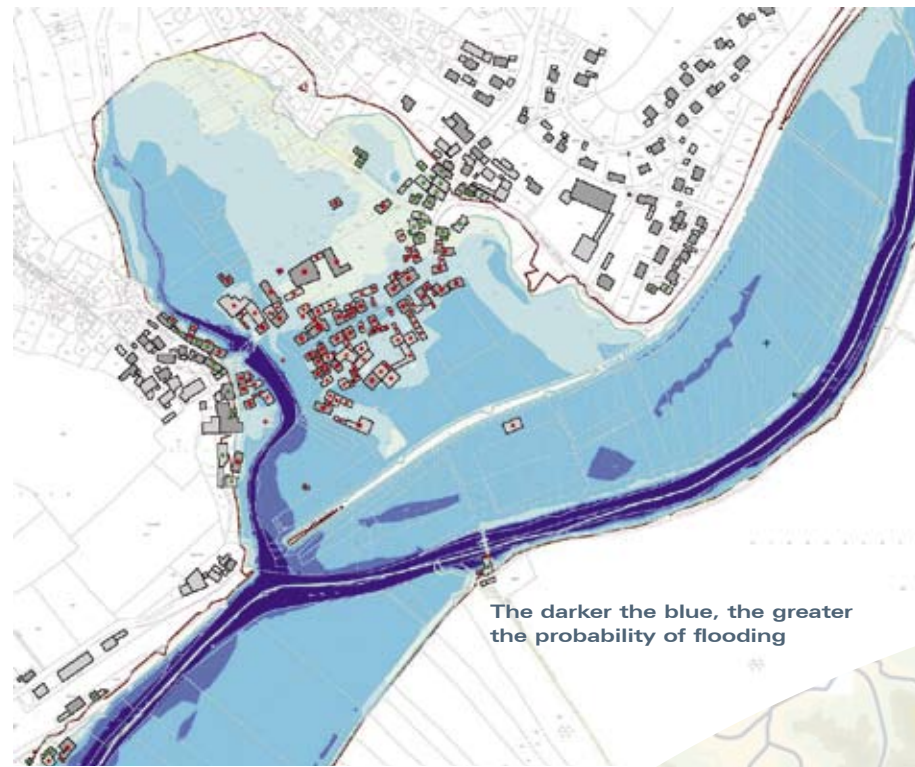 The darker the blue, the greater
the probability of flooding